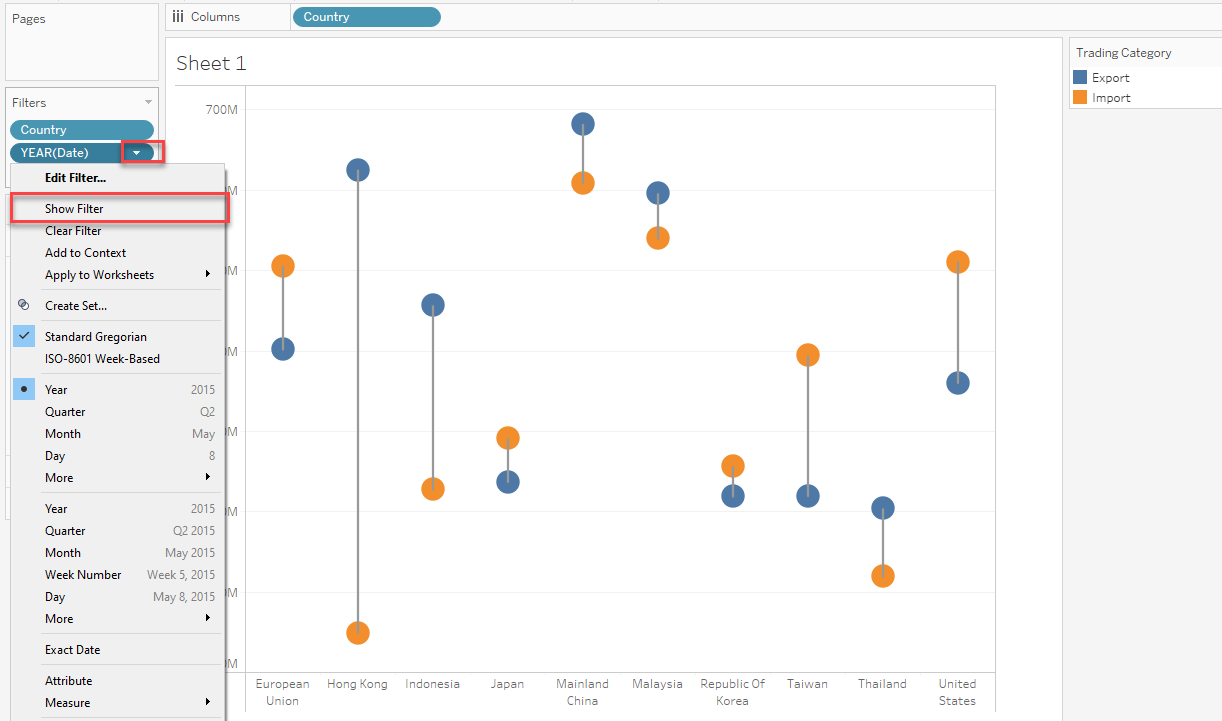 Pages
Columns
Country
Sheet 1
Trading Category
Export
Import
Filters
Country
YEAR(Date)
Edit Filter...
Show Filter
Clear Filter
Add to Context
Apply to Worksheets
Create Set...
Standard Gregorian
ISO-8601 Week-Based
Year 2015
Quarter Q2
Month May
Day 8
More
Year 2015
Quarter Q2 2015
Month May 2015
Week Number Week 5, 2015
Day May 8, 2015
More
Exact Date
Attribute
Measure
700M
M
M
M
M
M
M
M
European Union
Hong Kong
Indonesia
Japan
Mainland China
Malaysia
Republic Of Korea
Taiwan
Thailand
United States